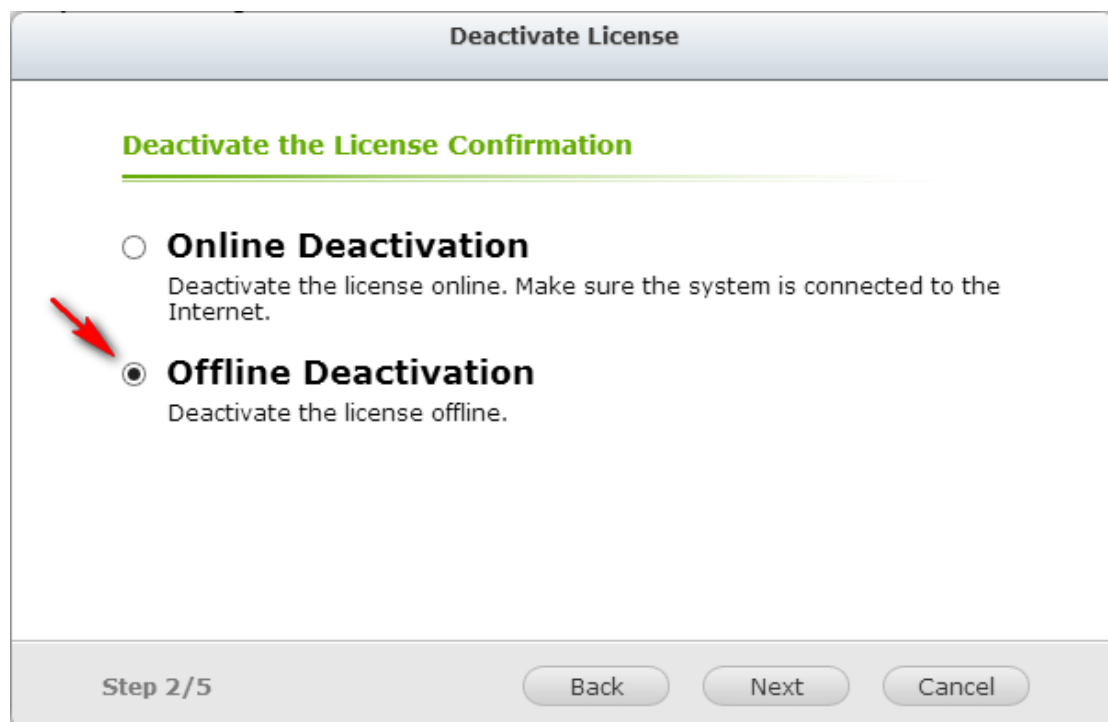 Deactivate License
Deactivate the License Confirmation
Online Deactivation
Deactivate the license online. Make sure the system is connected to the
Internet.
Offline Deactivation
Deactivate the license offline.
Step 2/5
Back
Next
Cancel